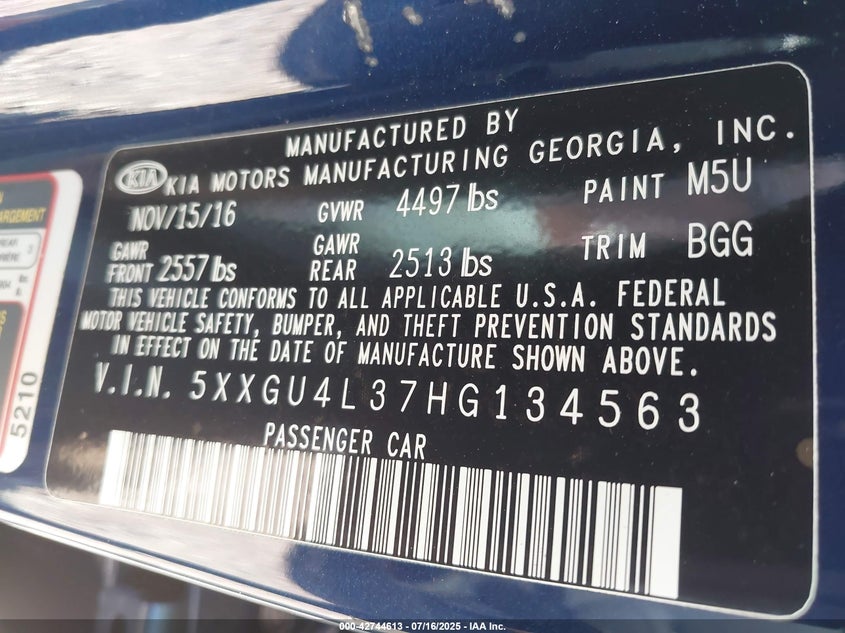 MANUFACTURED BY
KIA KIA MOTORS MANUFACTURING GEORGIA, INC.
NOV/15/16 GVWR 4497 lbs PAINT M5U
GAWR FRONT 2557 lbs GAWR REAR 2513 lbs TRIM BGG
THIS VEHICLE CONFORMS TO ALL APPLICABLE U.S.A. FEDERAL
MOTOR VEHICLE SAFETY, BUMPER, AND THEFT PREVENTION STANDARDS
IN EFFECT ON THE DATE OF MANUFACTURE SHOWN ABOVE.
V.I.N. 5XXGU4L37HG134563
PASSENGER CAR
5210
000-42744613 - 07/16/2025 - IAA Inc.